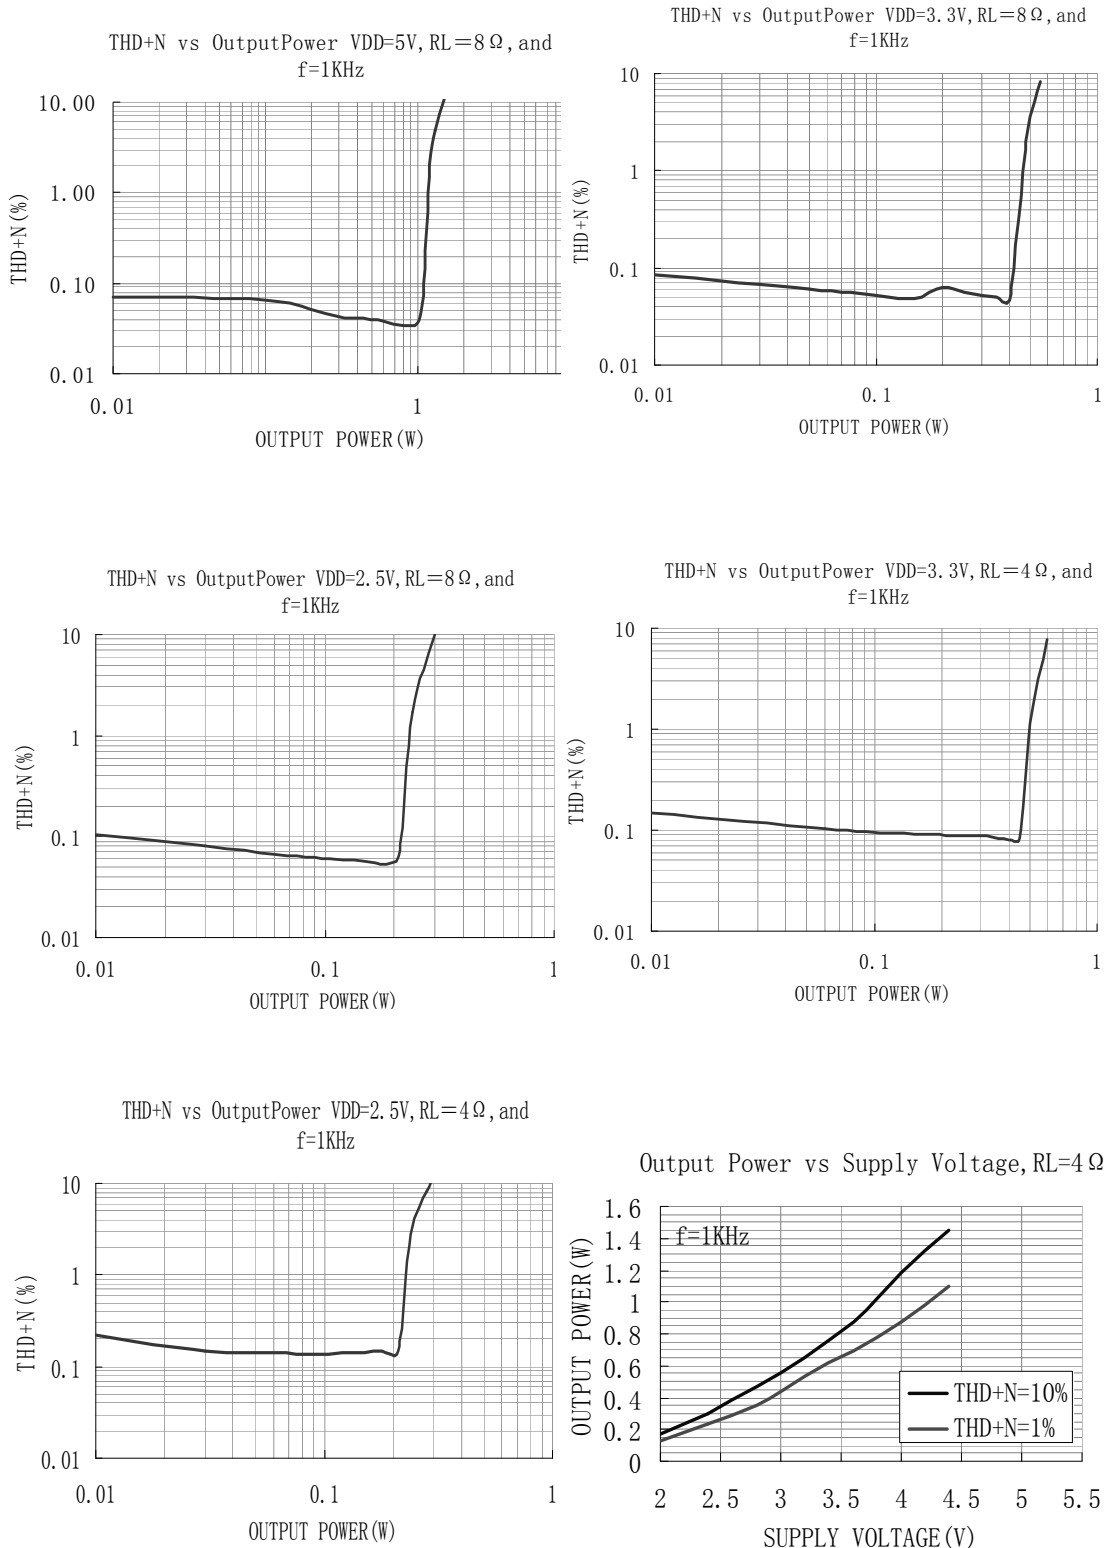 THD+N vs OutputPower VDD=5V,RL=8Ω,and
f=1KHz
10.00
1.00
0.10
0.01
THD+N(%)
0.01
1
OUTPUT POWER(W)
THD+N vs OutputPower VDD=3.3V,RL=8Ω,and
f=1KHz
10
1
0.1
0.01
THD+N(%)
0.01
0.1
1
OUTPUT POWER(W)
THD+N vs OutputPower VDD=2.5V,RL=8Ω,and
f=1KHz
10
1
0.1
0.01
THD+N(%)
0.01
0.1
1
OUTPUT POWER(W)
THD+N vs OutputPower VDD=3.3V,RL=4Ω,and
f=1KHz
10
1
0.1
0.01
THD+N(%)
0.01
0.1
1
OUTPUT POWER(W)
THD+N vs OutputPower VDD=2.5V,RL=4Ω,and
f=1KHz
10
1
0.1
0.01
THD+N(%)
0.01
0.1
1
OUTPUT POWER(W)
Output Power vs Supply Voltage,RL=4Ω
f=1KHz
1.6
1.4
1.2
1
0.8
0.6
0.4
0.2
0
OUTPUT POWER(W)
THD+N=10%
THD+N=1%
2
2.5
3
3.5
4
4.5
5
5.5
SUPPLY VOLTAGE(V)